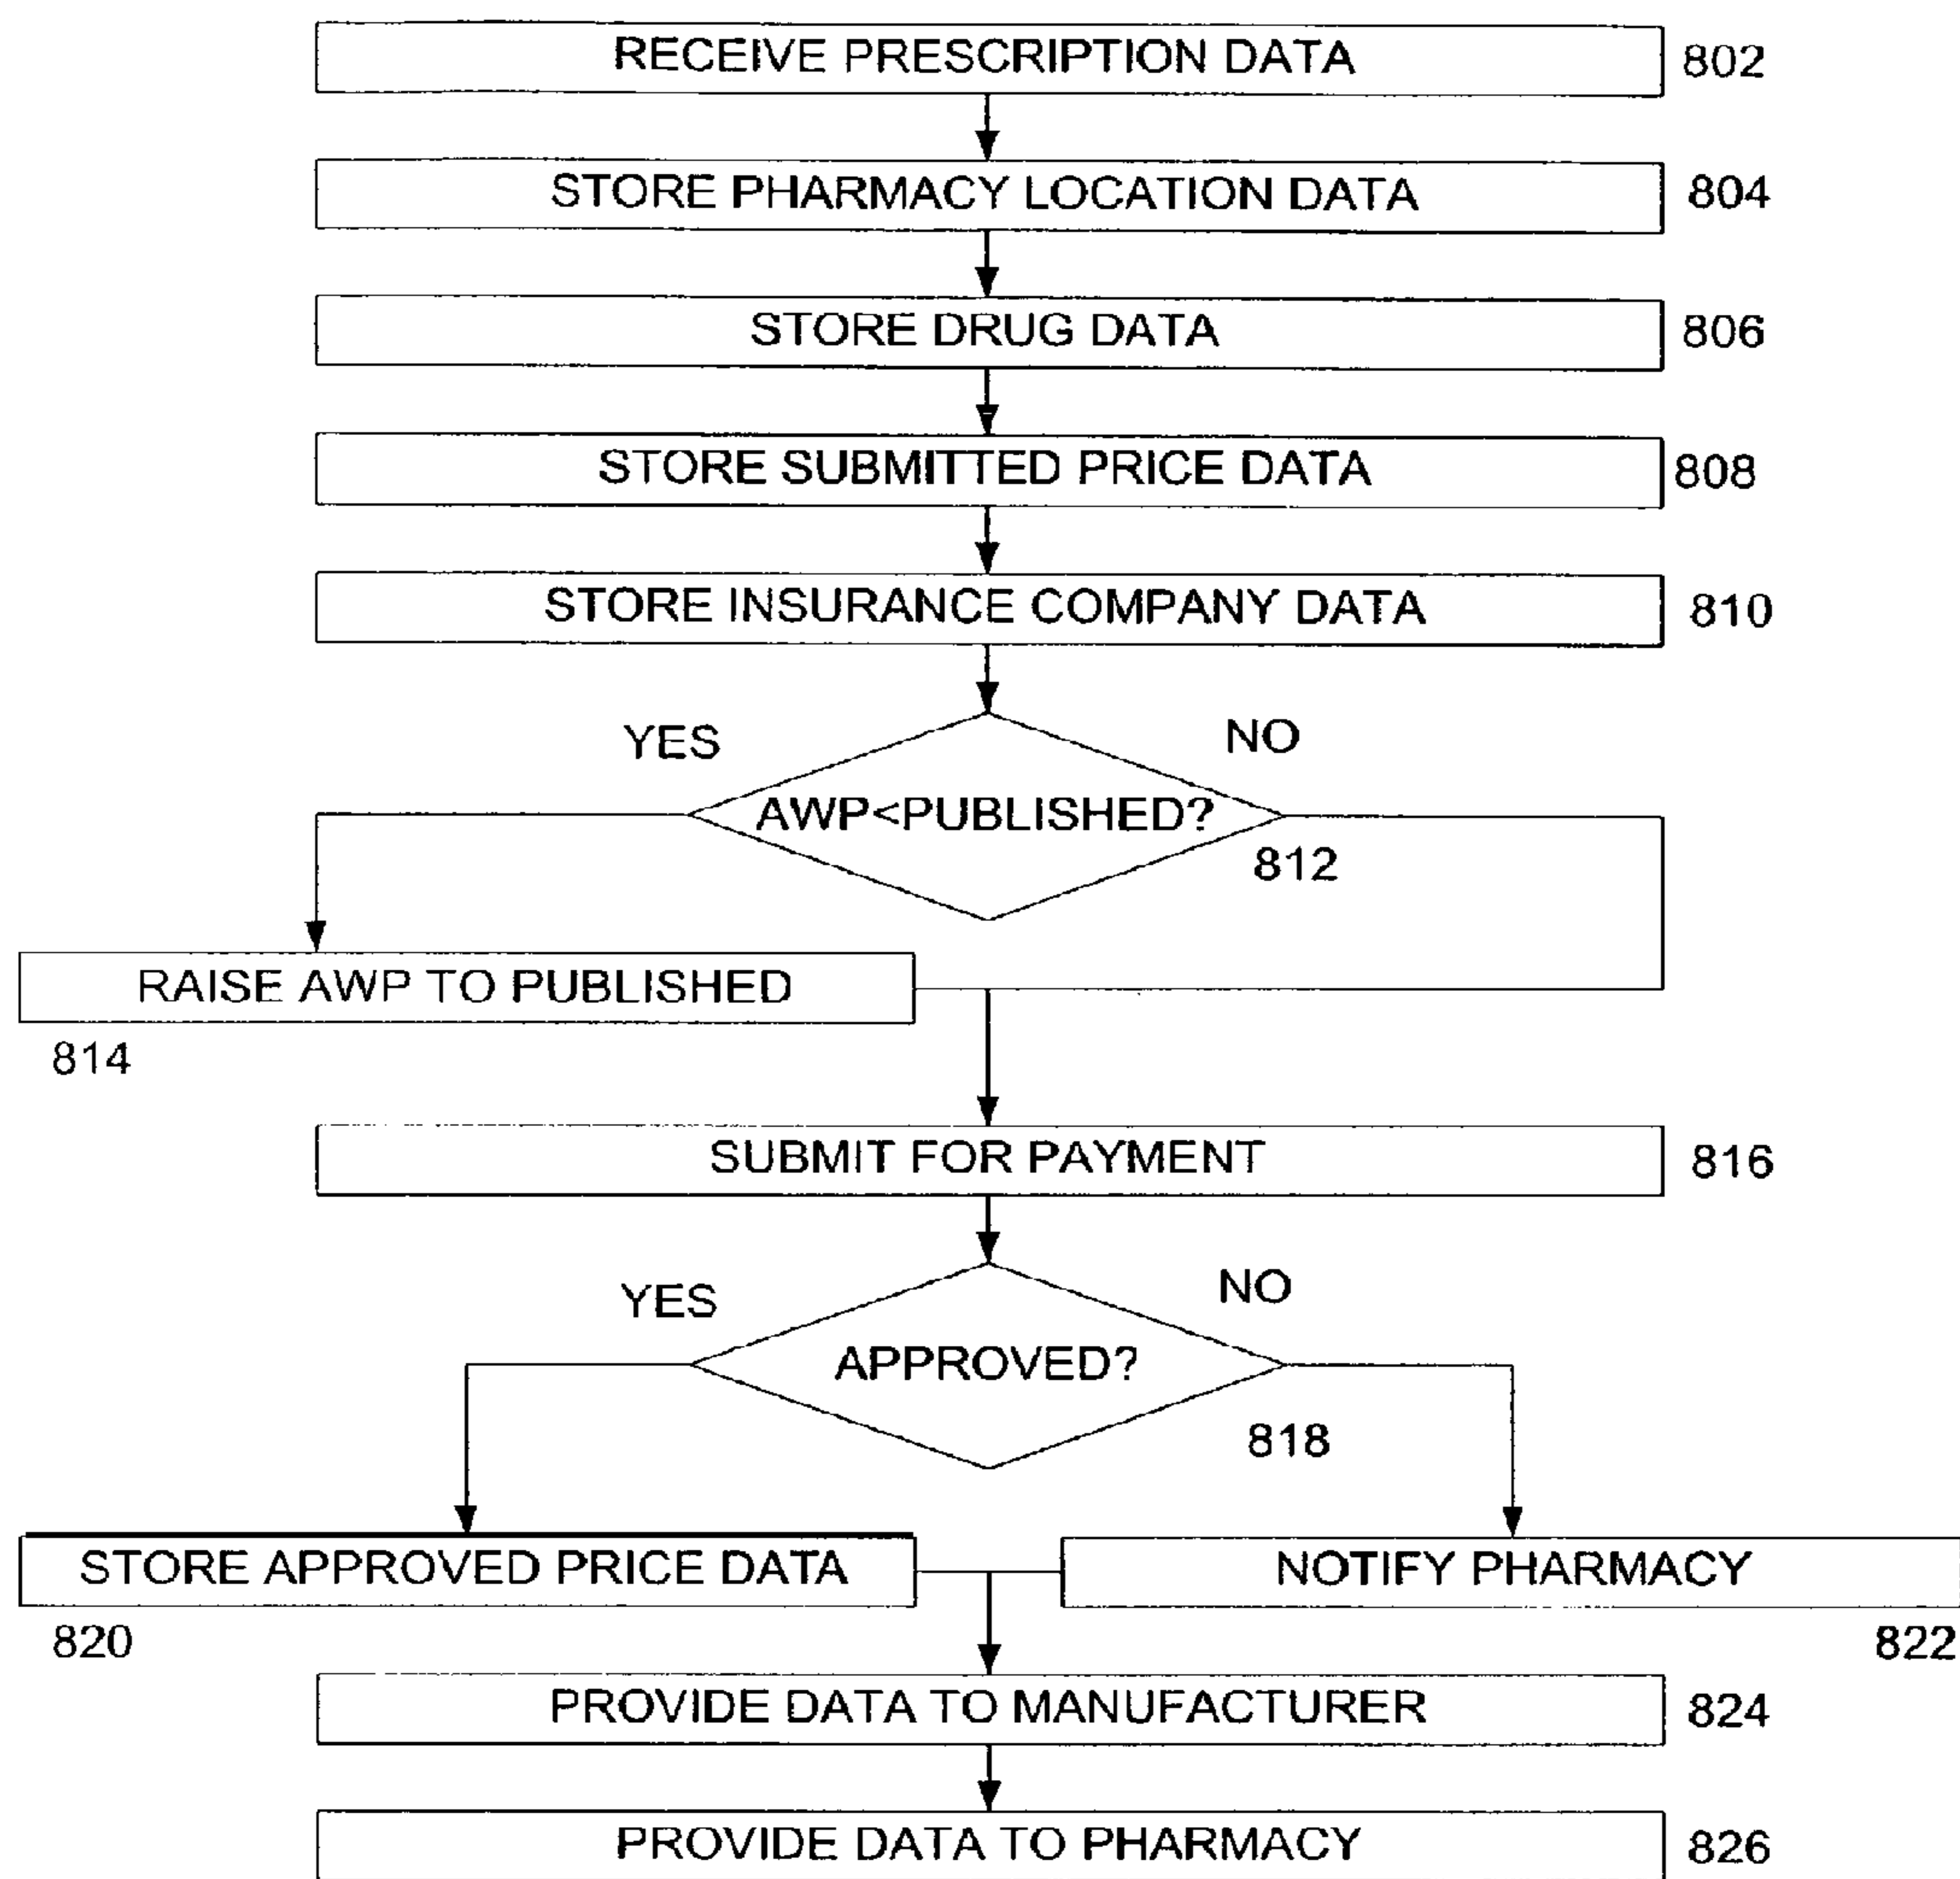 RECEIVE PRESCRIPTION DATA 802
STORE PHARMACY LOCATION DATA 804
STORE DRUG DATA 806
STORE SUBMITTED PRICE DATA 808
STORE INSURANCE COMPANY DATA 810
YES NO
AWP<PUBLISHED?
812
RAISE AWP TO PUBLISHED
814
SUBMIT FOR PAYMENT 816
YES NO
APPROVED?
818
STORE APPROVED PRICE DATA NOTIFY PHARMACY
820 822
PROVIDE DATA TO MANUFACTURER 824
PROVIDE DATA TO PHARMACY 826